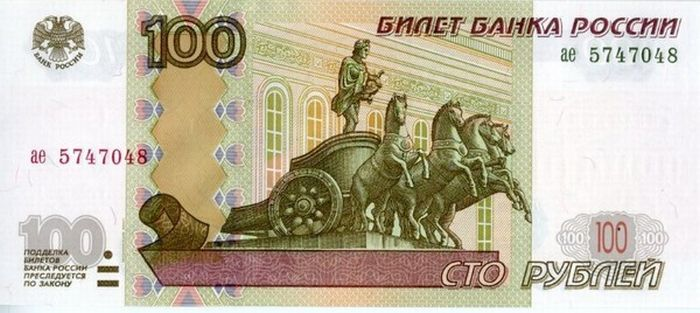 БАНК РОССИИ
100
БИЛЕТ БАНКА РОССИИ
ае 5747048
ае 5747048
100
ПОДДЕЛКА
БИЛЕТОВ
БАНКА РОССИИ
ПРЕСЛЕДУЕТСЯ
ПО ЗАКОНУ
100 100 100
СТО РУБЛЕЙ